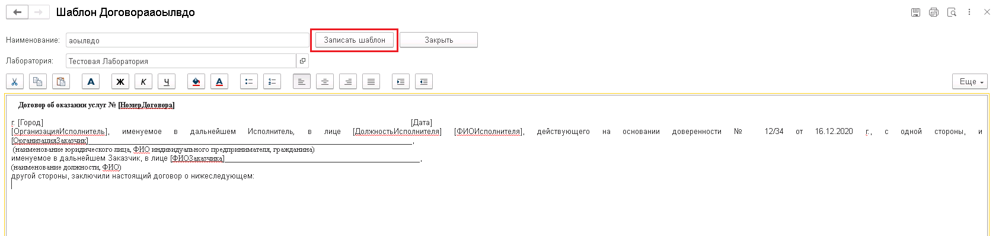 Шаблон Договорааоылвдо
Наименование: аоылвдо Записать шаблон Закрыть
Лаборатория: Тестовая Лаборатория
А Ж К Ч А Еще
Договор об оказании услуг № [НомерДоговора]
г. [Город] [Дата]
[ОрганизацияИсполнитель], именуемое в дальнейшем Исполнитель, в лице [ДолжностьИсполнителя] [ФИОИсполнителя], действующего на основании доверенности № 12/34 от 16.12.2020 г., с одной стороны, и
[ОрганизацияЗаказчик]____________________,
(наименование юридического лица, ФИО индивидуального предпринимателя, гражданина)
именуемое в дальнейшем Заказчик, в лице [ФИОЗаказчика]____________________,
(наименование должности, ФИО)
другой стороны, заключили настоящий договор о нижеследующем: